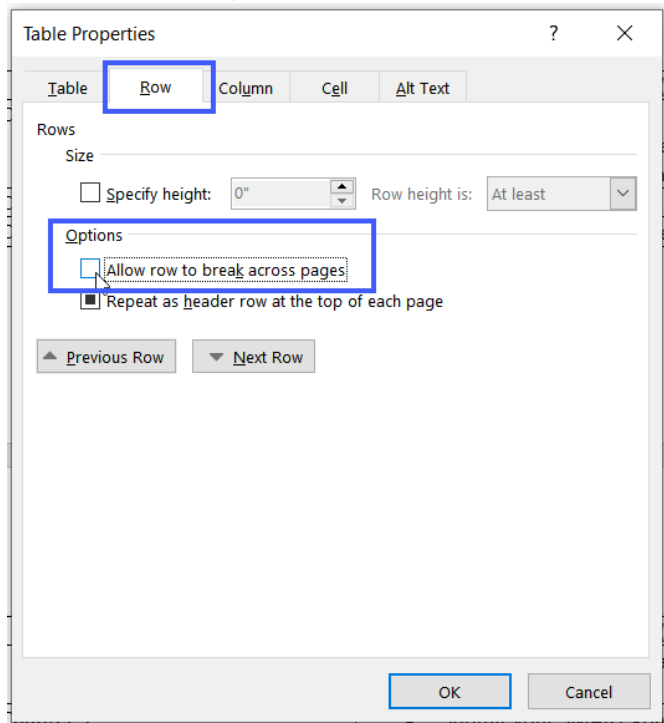 Table Properties ?
Table Row Column Cell Alt Text
Rows
Size
Specify height: 0" Row height is: At least
Options
Allow row to break across pages
Repeat as header row at the top of each page
Previous Row Next Row
OK Cancel